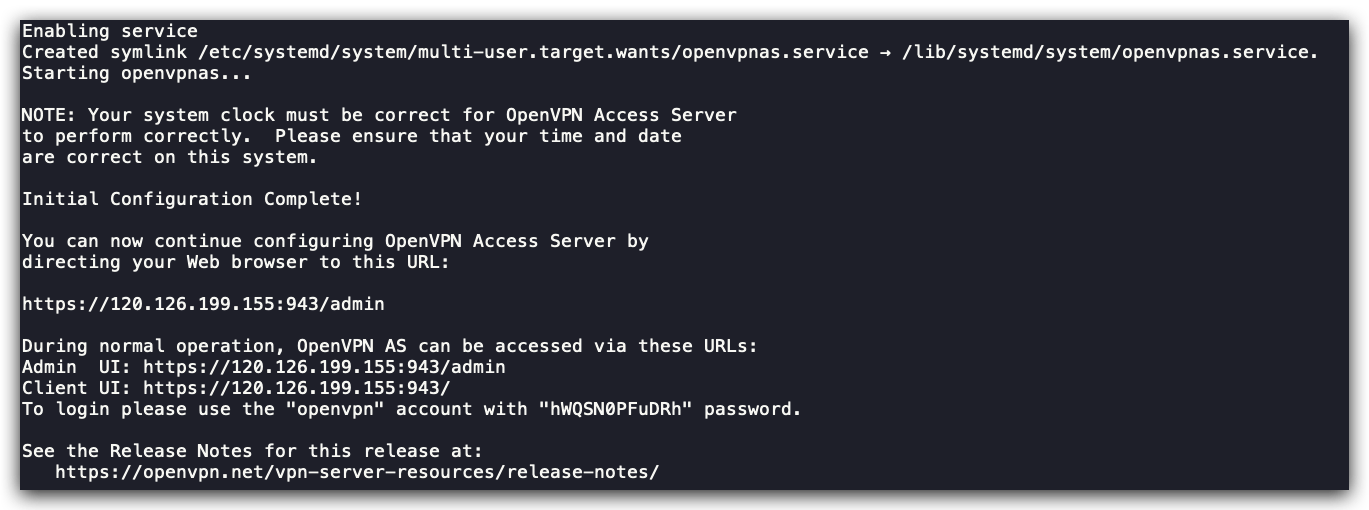 Enabling service
Created symlink /etc/systemd/system/multi-user.target.wants/openvpnas.service → /lib/systemd/system/openvpnas.service.
Starting openvpnas...
NOTE: Your system clock must be correct for OpenVPN Access Server
to perform correctly.  Please ensure that your time and date
are correct on this system.
Initial Configuration Complete!
You can now continue configuring OpenVPN Access Server by
directing your Web browser to this URL:
https://120.126.199.155:943/admin
During normal operation, OpenVPN AS can be accessed via these URLs:
Admin  UI: https://120.126.199.155:943/admin
Client UI: https://120.126.199.155:943/
To login please use the "openvpn" account with "hWQSN0PFuDRh" password.
See the Release Notes for this release at:
   https://openvpn.net/vpn-server-resources/release-notes/